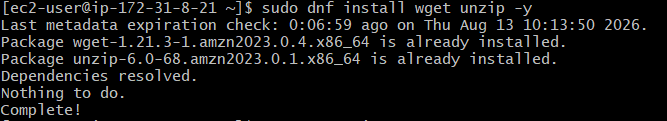 [ec2-user@ip-172-31-8-21 ~]$ sudo dnf install wget unzip -y
Last metadata expiration check: 0:06:59 ago on Thu Aug 13 10:13:50 2026.
Package wget-1.21.3-1.amzn2023.0.4.x86_64 is already installed.
Package unzip-6.0-68.amzn2023.0.1.x86_64 is already installed.
Dependencies resolved.
Nothing to do.
Complete!